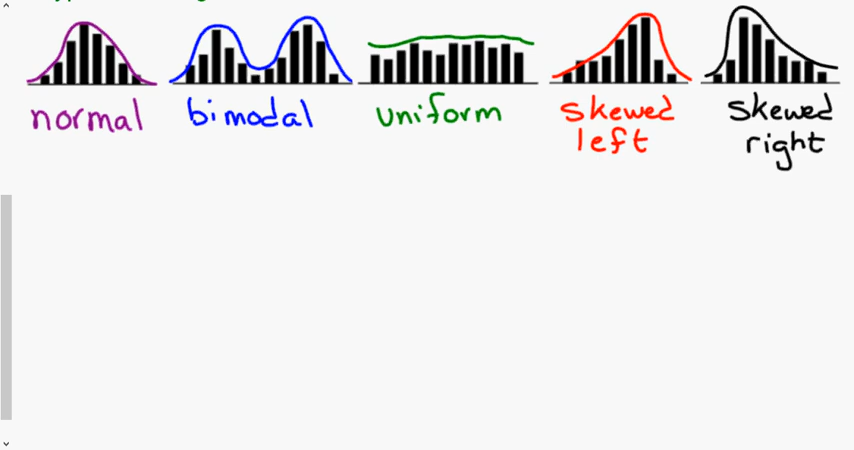 normal
bimodal
uniform
skewed
left
skewed
right